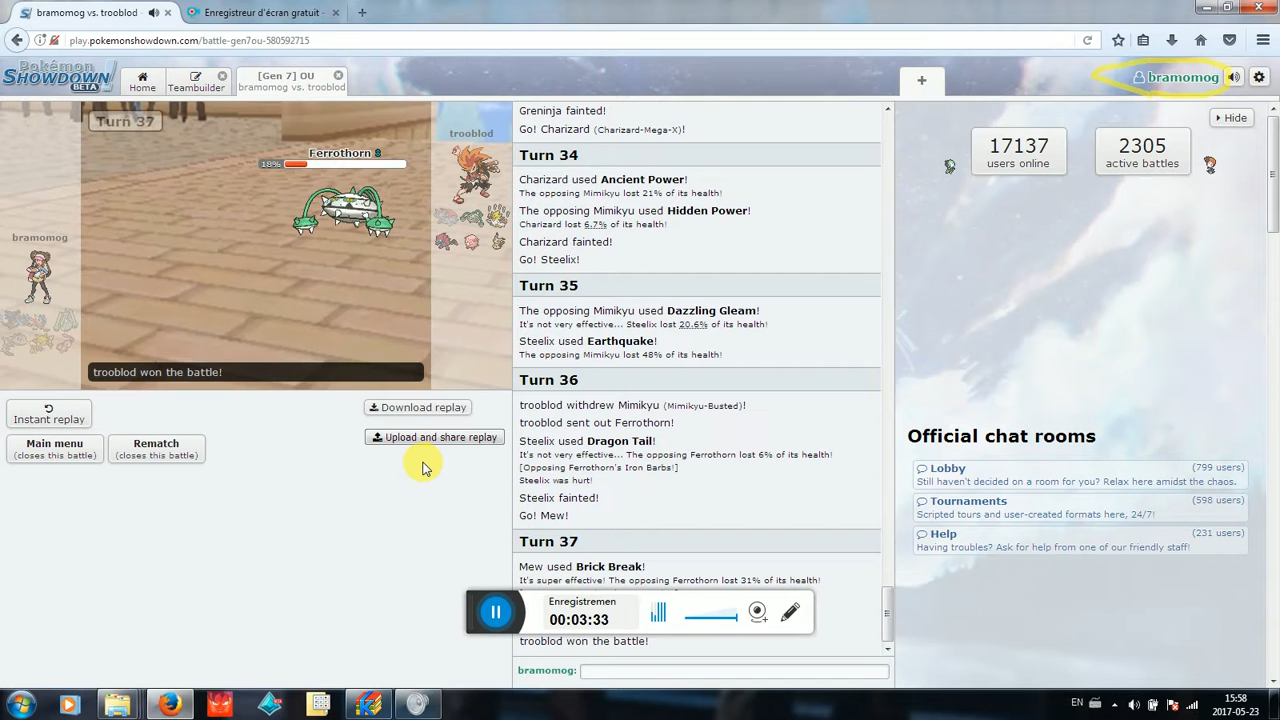 bramomog vs. trooblod -
Enregistreur d'écran gratuit -
play.pokemonshowdown.com/battle-gen7ou-580592715
Pokémon
SHOWDOWN
BETA
Home
Teambuilder
[Gen 7] OU
bramomog vs. trooblod
+
bramomog
Turn 37
trooblod
Ferrothorn
18%
bramomog
trooblod won the battle!
Instant replay
Download replay
Upload and share replay
Main menu
(closes this battle)
Rematch
(closes this battle)
Greninja fainted!
Go! Charizard (Charizard-Mega-X)!
Turn 34
Charizard used Ancient Power!
The opposing Mimikyu lost 21% of its health!
The opposing Mimikyu used Hidden Power!
Charizard lost 6.7% of its health!
Charizard fainted!
Go! Steelix!
Turn 35
The opposing Mimikyu used Dazzling Gleam!
It's not very effective... Steelix lost 20.6% of its health!
Steelix used Earthquake!
The opposing Mimikyu lost 48% of its health!
Turn 36
trooblod withdrew Mimikyu (Mimikyu-Busted)!
trooblod sent out Ferrothorn!
Steelix used Dragon Tail!
It's not very effective... The opposing Ferrothorn lost 6% of its health!
[Opposing Ferrothorn's Iron Barbs!]
Steelix was hurt!
Steelix fainted!
Go! Mew!
Turn 37
Mew used Brick Break!
It's super effective! The opposing Ferrothorn lost 31% of its health!
trooblod won the battle!
bramomog:
Enregistremen
00:03:33
Hide
17137
users online
2305
active battles
Official chat rooms
Lobby
(799 users)
Still haven't decided on a room for you? Relax here amidst the chaos.
Tournaments
(598 users)
Scripted tours and user-created formats here, 24/7!
Help
(231 users)
Having troubles? Ask for help from one of our friendly staff!
EN
15:58
2017-05-23